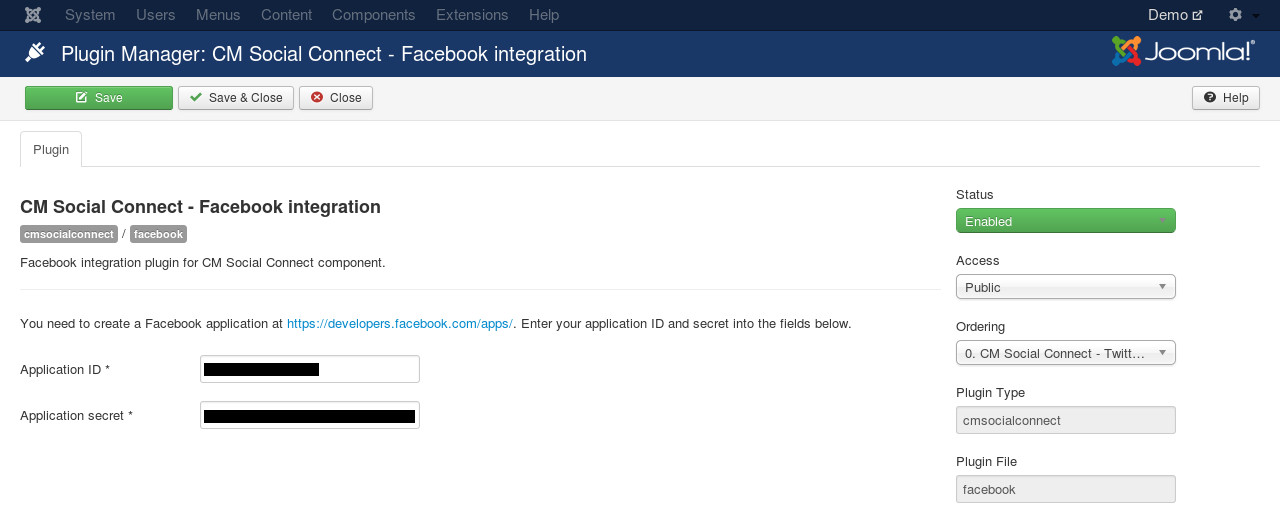 System Users Menus Content Components Extensions Help Demo
Plugin Manager: CM Social Connect - Facebook integration Joomla!®
Save Save & Close Close Help
Plugin
CM Social Connect - Facebook integration
cmsocialconnect / facebook
Facebook integration plugin for CM Social Connect component.
You need to create a Facebook application at https://developers.facebook.com/apps/. Enter your application ID and secret into the fields below.
Application ID *
Application secret *
Status
Enabled
Access
Public
Ordering
0. CM Social Connect - Twitt…
Plugin Type
cmsocialconnect
Plugin File
facebook